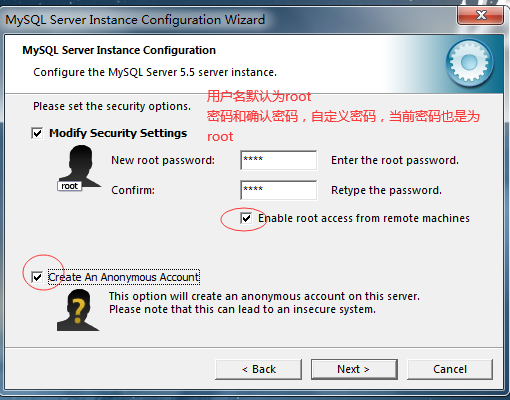 MySQL Server Instance Configuration Wizard
MySQL Server Instance Configuration
Configure the MySQL Server 5.5 server instance.
Please set the security options.
用户名默认为root
密码和确认密码，自定义密码，当前密码也是为
root
Modify Security Settings
New root password: **** Enter the root password.
root
Confirm: **** Retype the password.
Enable root access from remote machines
Create An Anonymous Account
This option will create an anonymous account on this server.
Please note that this can lead to an insecure system.
< Back Next > Cancel